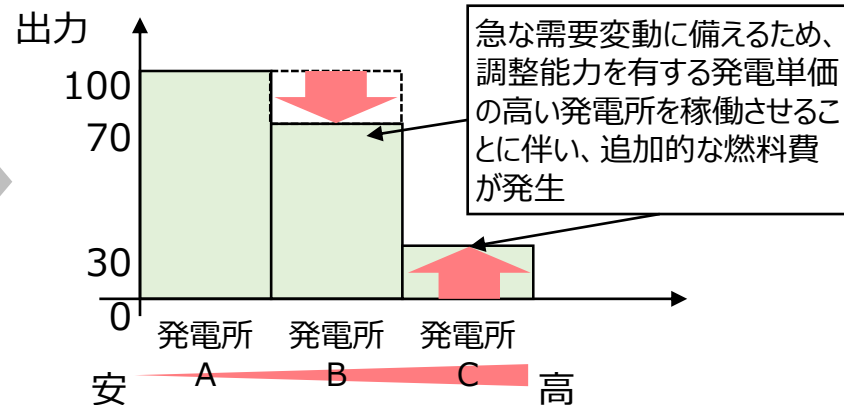 出力
急な需要変動に備えるため、
調整能力を有する発電単価
の高い発電所を稼働させるこ
とに伴い、追加的な燃料費
が発生
100
70
30
0
発電所
A
発電所
B
発電所
C
安
高